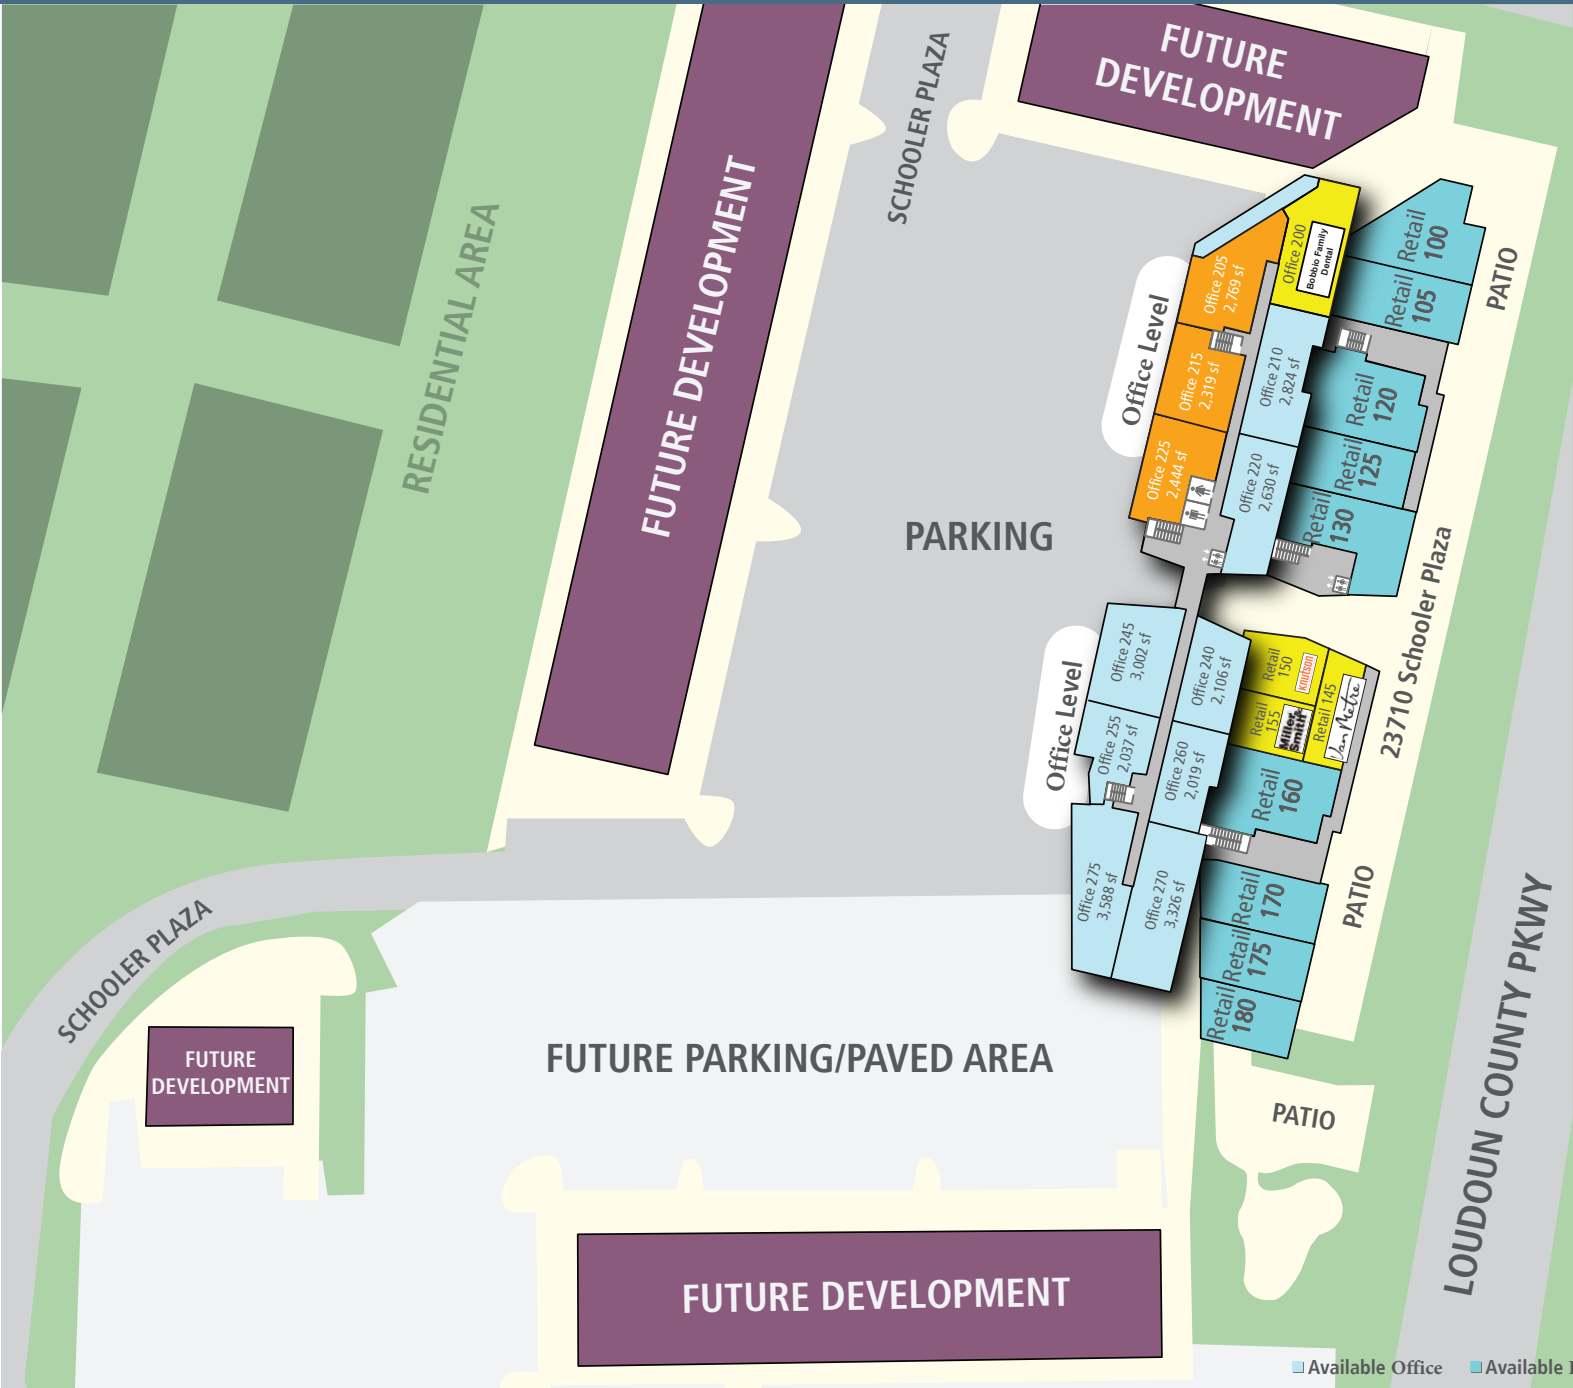 FUTURE
DEVELOPMENT
SCHOOLER PLAZA
FUTURE DEVELOPMENT
RESIDENTIAL AREA
PARKING
Office Level
Office 200
Bobbio Family
Dental
Office 205
2,769 sf
Office 215
2,319 sf
Office 225
2,444 sf
Office 210
2,824 sf
Office 220
2,630 sf
Retail
100
Retail
105
Retail
120
Retail
125
Retail
130
PATIO
23710 Schooler Plaza
Office Level
Office 245
3,002 sf
Office 240
2,106 sf
Office 255
2,037 sf
Office 260
2,019 sf
Office 275
3,588 sf
Office 270
3,326 sf
Retail
150
Knutson
Retail
155
Miller
Smith
Retail 145
Van Metre
Retail
160
Retail
170
Retail
175
Retail
180
PATIO
PATIO
LOUDOUN COUNTY PKWY
SCHOOLER PLAZA
FUTURE
DEVELOPMENT
FUTURE PARKING/PAVED AREA
FUTURE DEVELOPMENT
Available Office
Available